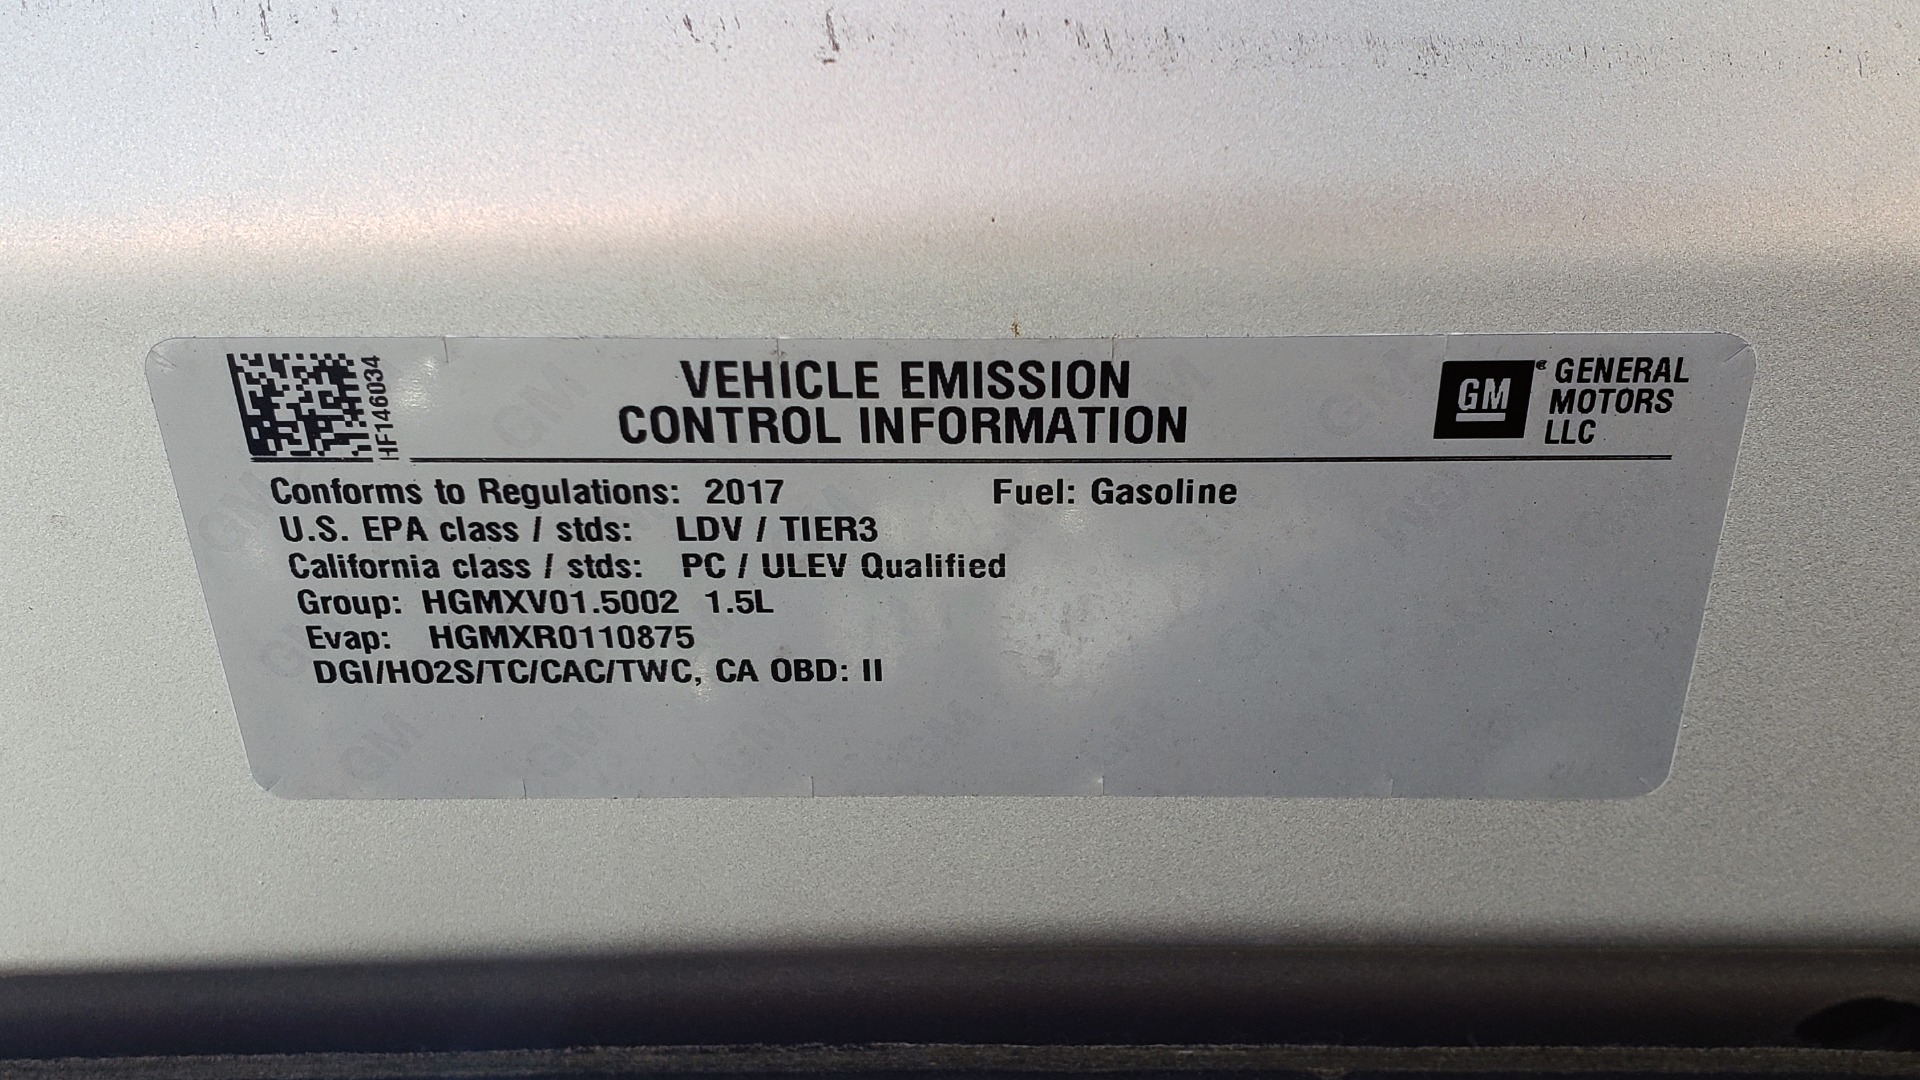 HF146034
VEHICLE EMISSION
CONTROL INFORMATION
GM
® GENERAL
MOTORS
LLC
Conforms to Regulations: 2017 Fuel: Gasoline
U.S. EPA class / stds: LDV / TIER3
California class / stds: PC / ULEV Qualified
Group: HGMXV01.5002 1.5L
Evap: HGMXR0110875
DGI/HO2S/TC/CAC/TWC, CA OBD: II